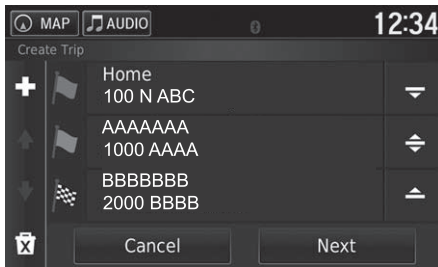 MAP AUDIO 12:34
Create Trip
Home
100 N ABC
AAAAAAA
1000 AAAA
BBBBBBB
2000 BBBB
Cancel Next